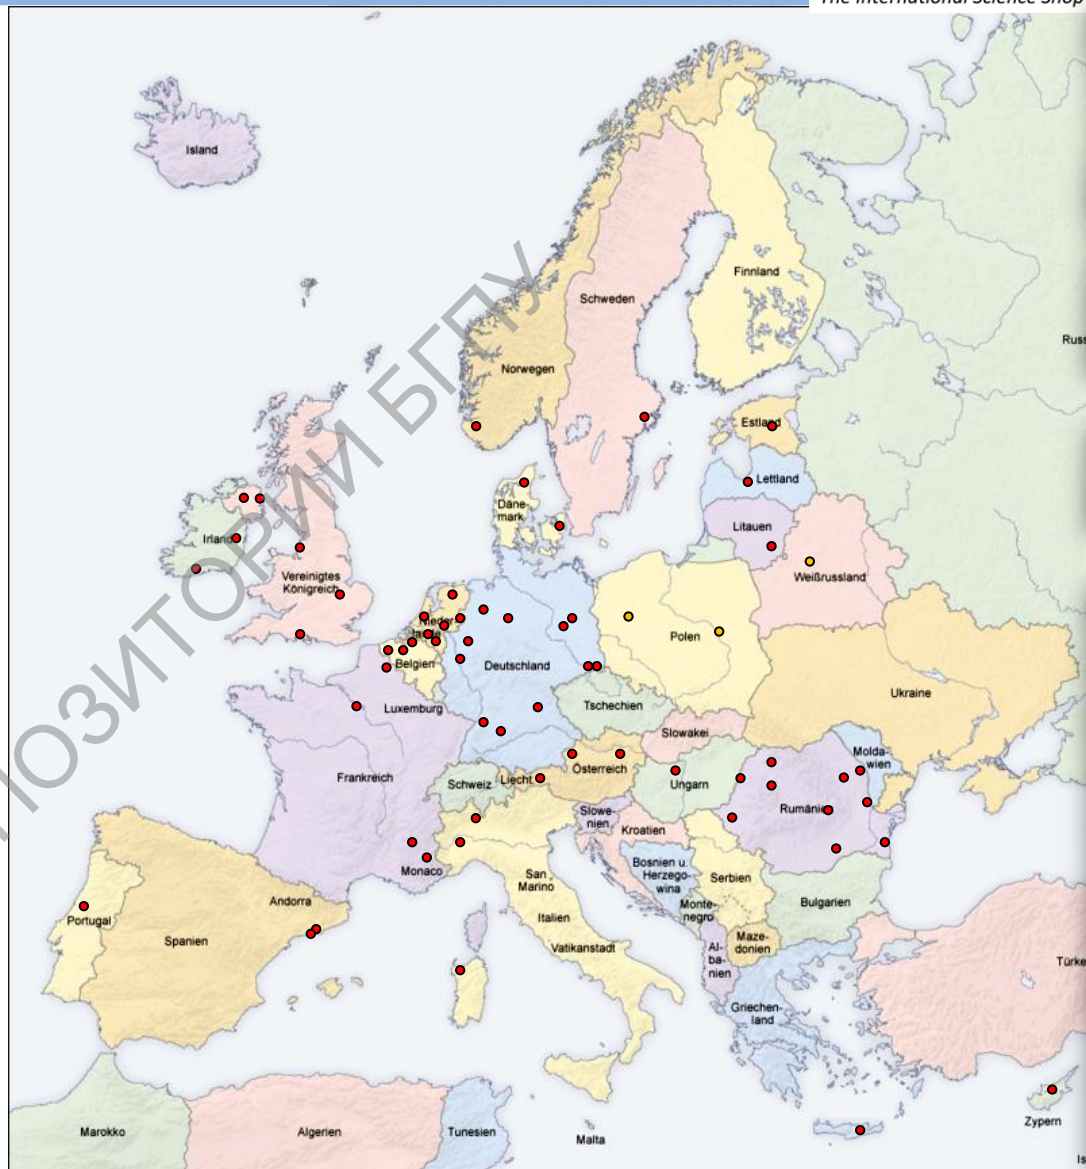 The International Science Shop
Island
Finnland
Schweden
Russ
Norwegen
Estland
Lettland
Däne-
mark
Litauen
Irland
Weißrussland
Vereinigtes
Königreich
Nieder-
lande
Polen
Deutschland
Belgien
Ukraine
Luxemburg
Tschechien
Slowakei
Molda-
wien
Österreich
Frankreich
Schweiz
Liecht.
Ungarn
Slowe-
nien
Rumänien
Kroatien
Monaco
San
Marino
Bosnien u.
Herzego-
wina
Serbien
Andorra
Monte-
negro
Bulgarien
Portugal
Italien
Spanien
Vatikanstadt
Maze-
donien
Al-
ba-
nien
Türke
Griechen-
land
Zypern
Marokko
Algerien
Tunesien
Malta
Is
ПОЗИТОРИЙ БГПУ